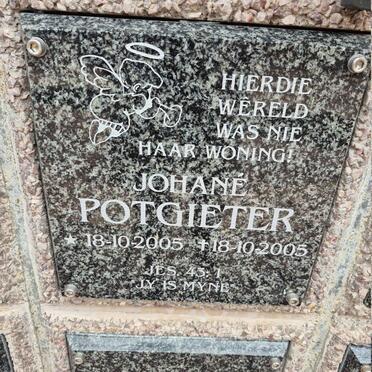 HIERDIE
WÊRELD
WAS NIE
HAAR WONING!
JOHANÉ
POTGIETER
★ 18-10-2005 ✝ 18-10-2005
JES. 43: 1
"JY IS MYNE"